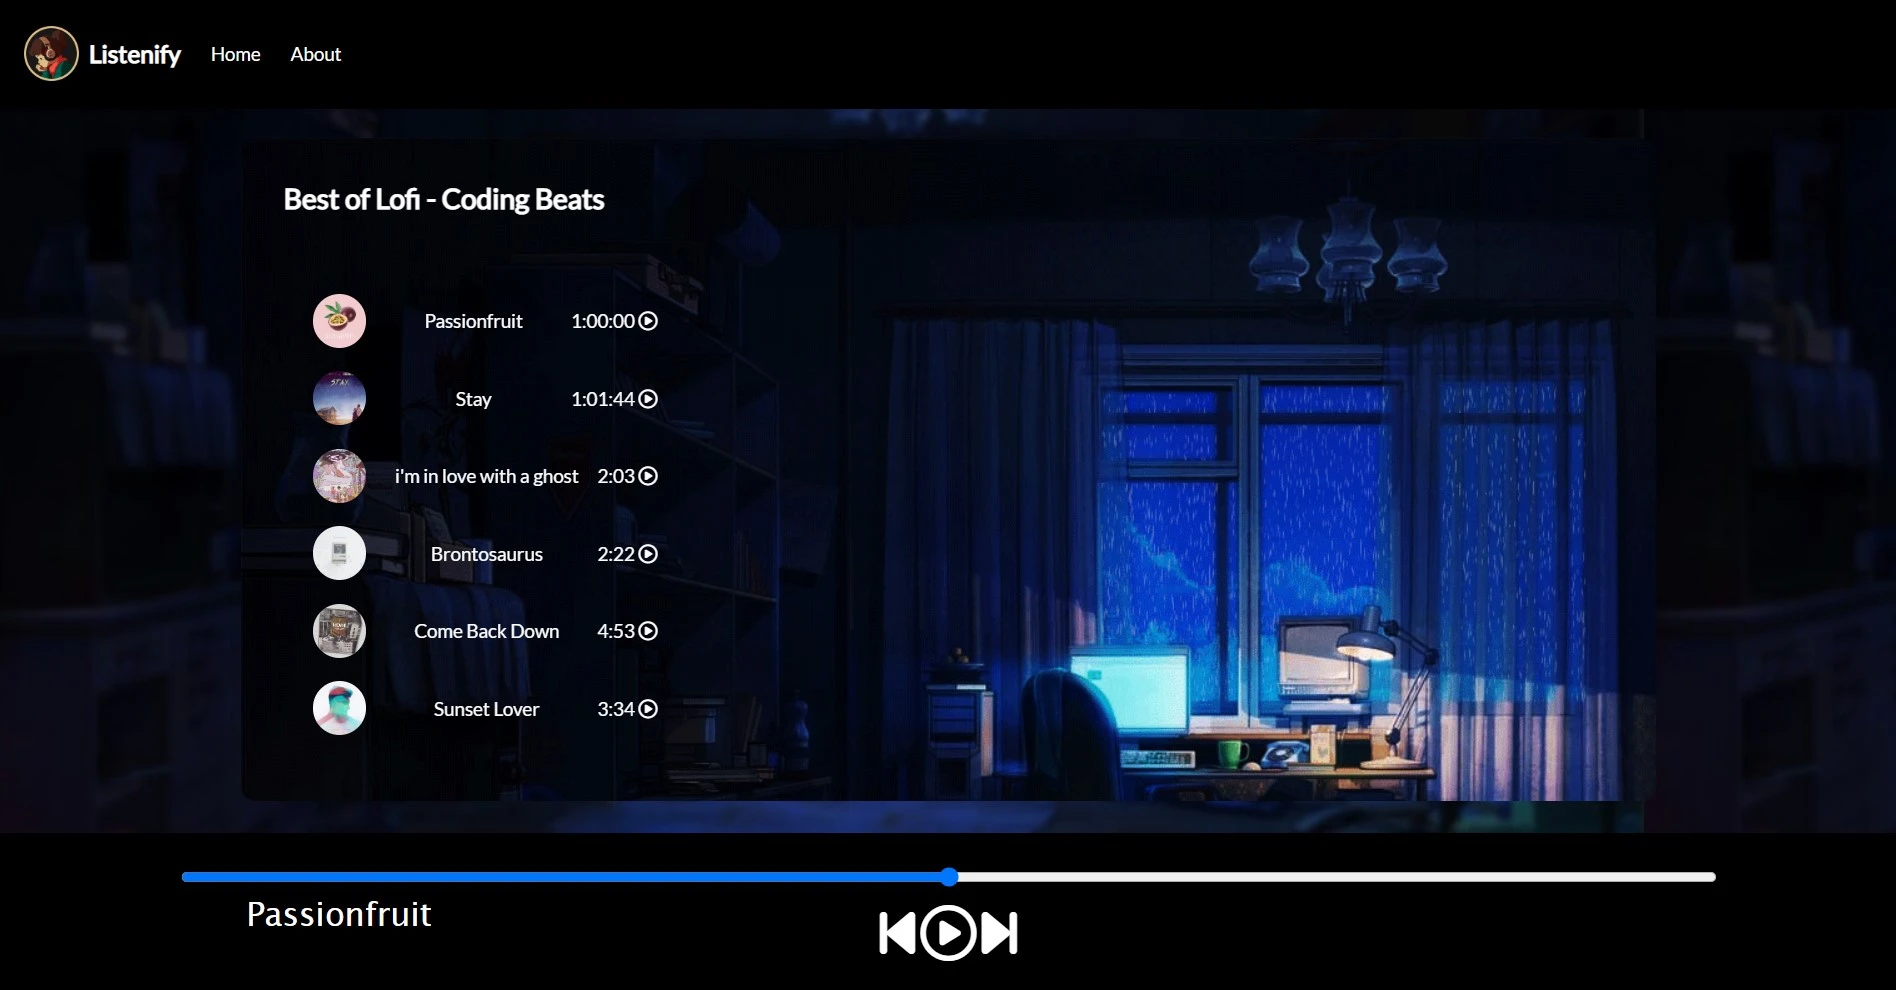 Listenify Home About
Best of Lofi - Coding Beats
Passionfruit 1:00:00
STAY
Stay 1:01:44
i'm in love with a ghost 2:03
Brontosaurus 2:22
Come Back Down 4:53
Sunset Lover 3:34
Passionfruit